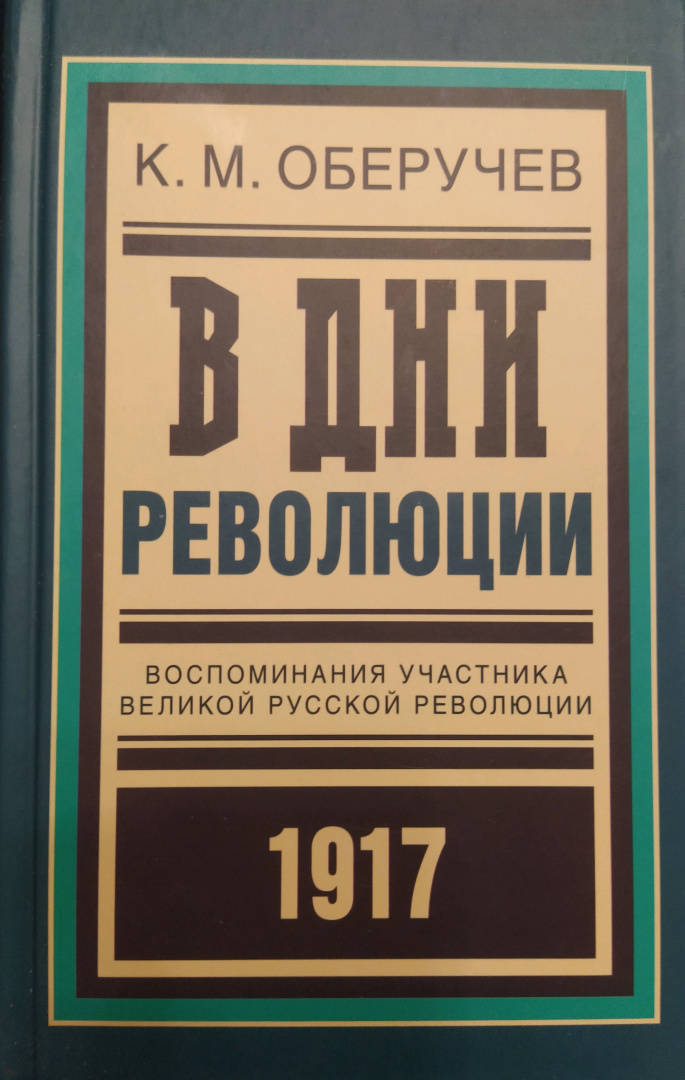 К. М. ОБЕРУЧЕВ
В ДНИ
РЕВОЛЮЦИИ
ВОСПОМИНАНИЯ УЧАСТНИКА
ВЕЛИКОЙ РУССКОЙ РЕВОЛЮЦИИ
1917